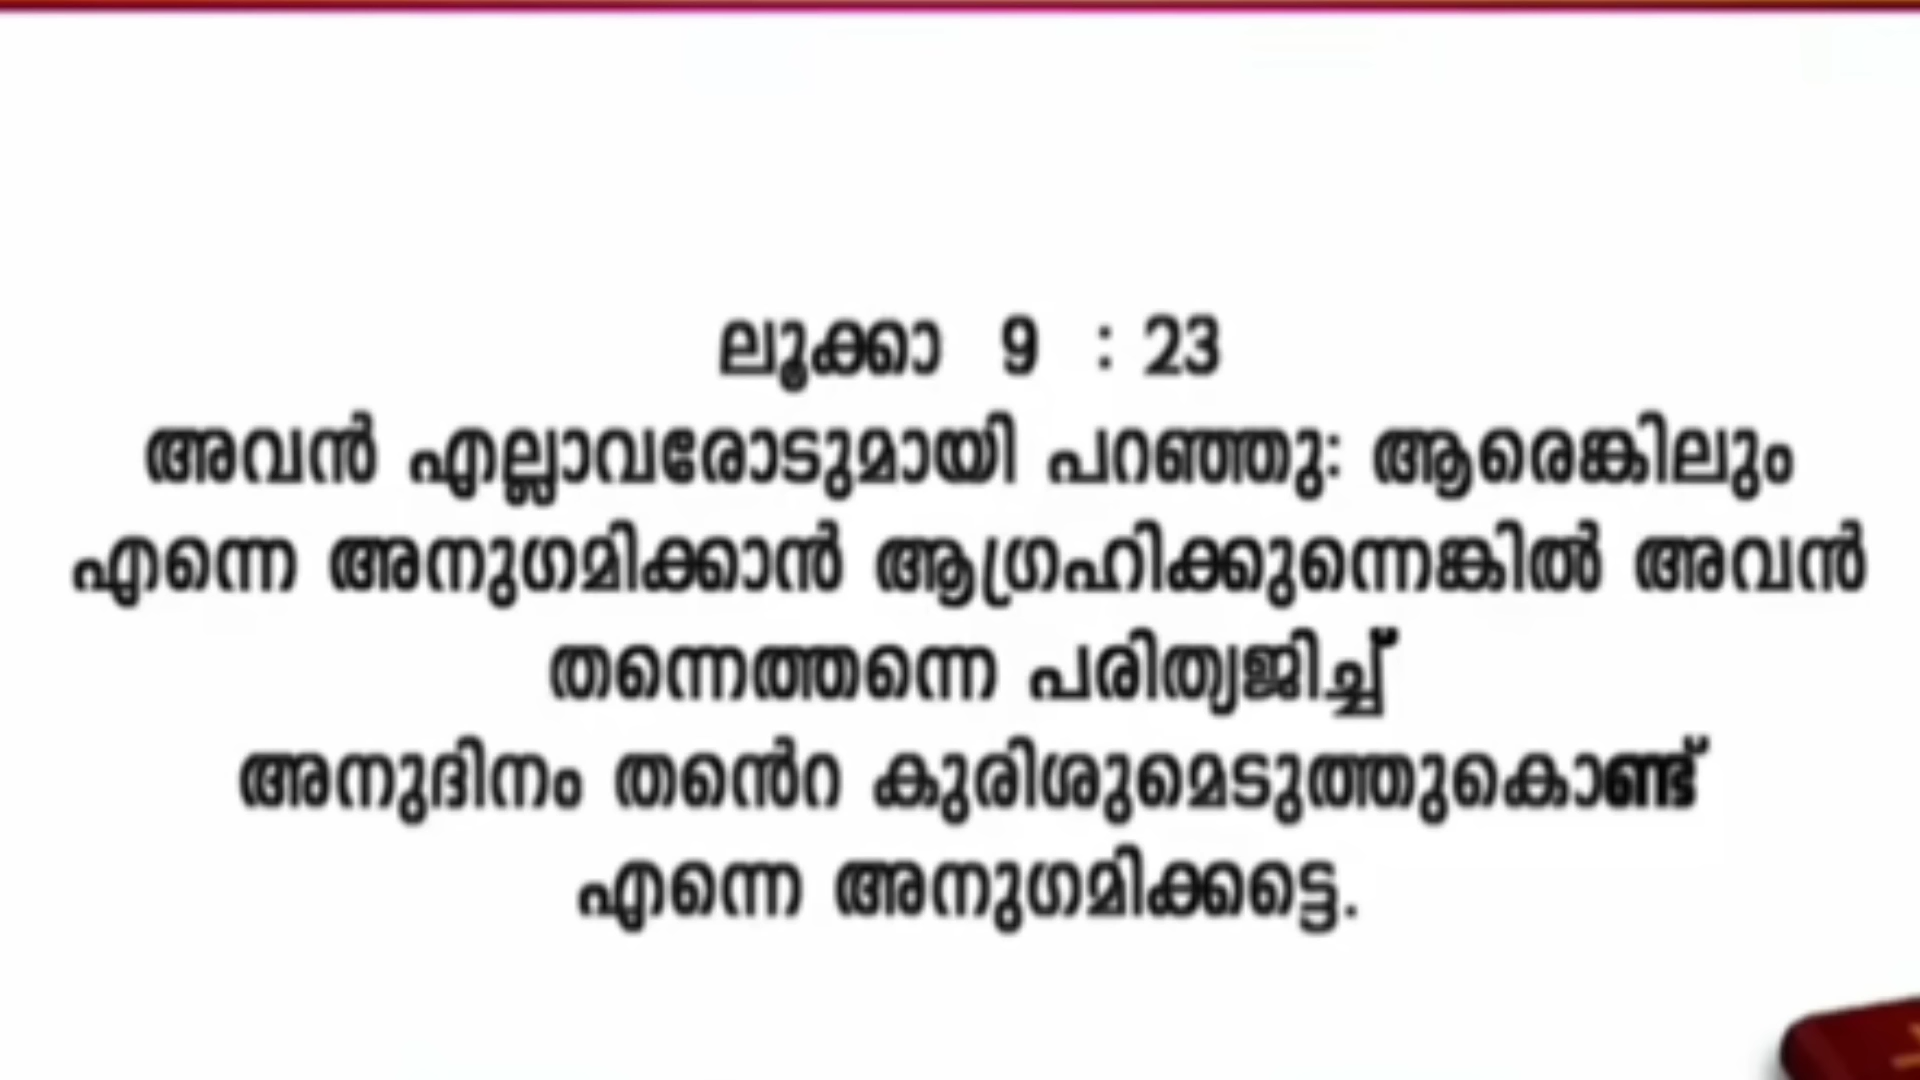 ലൂക്കാ 9 : 23
അവൻ എല്ലാവരോടുമായി പറഞ്ഞു: ആരെങ്കിലും
എന്നെ അനുഗമിക്കാൻ ആഗ്രഹിക്കുന്നെങ്കിൽ അവൻ
തന്നെത്തന്നെ പരിത്യജിച്ച്
അനുദിനം തൻെറ കുരിശുമെടുത്തുകൊണ്ട്
എന്നെ അനുഗമിക്കട്ടെ.